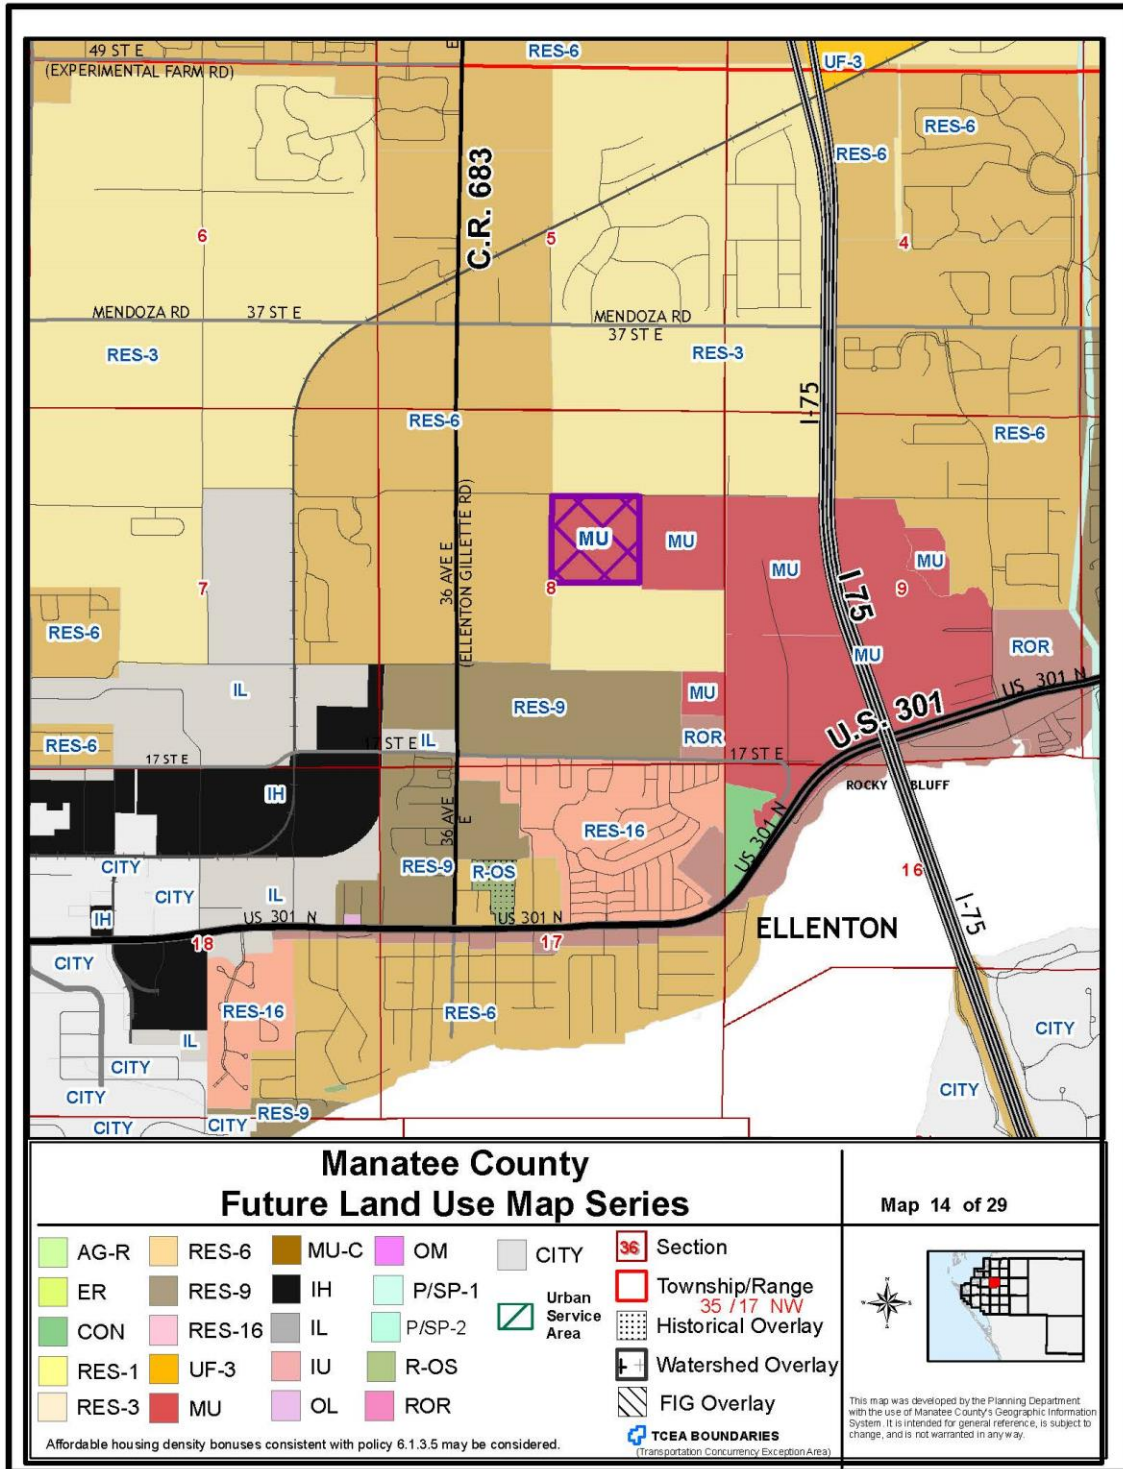 49 ST E
(EXPERIMENTAL FARM RD)
E
RES-6
UF-3
RES-6
RES-6
C.R. 683
6
5
4
MENDOZA RD 37 ST E
MENDOZA RD
37 ST E
RES-3
RES-3
I-75
RES-6
RES-6
MU
MU
MU
MU
36 AVE E
(ELLENTON GILLETTE RD)
7
8
I 75
9
RES-6
ROR
MU
IL
MU
US 301 N
RES-9
U.S. 301
RES-6
17 ST E
17 ST E
IL
ROR
17 ST E
IH
ROCKY BLUFF
36 AVE
E
RES-16
US 301 N
CITY
RES-9
R-OS
16
CITY
IL
IH
US 301 N
US 301 N
I-75
ELLENTON
18
17
CITY
RES-16
RES-6
CITY
IL
CITY
CITY
CITY
RES-9
CITY
CITY
CITY
Manatee County
Future Land Use Map Series
Map 14 of 29
AG-R
RES-6
MU-C
OM
CITY
36 Section
ER
RES-9
IH
P/SP-1
Urban
Service
Area
Township/Range
35 / 17 NW
CON
RES-16
IL
P/SP-2
Historical Overlay
RES-1
UF-3
IU
R-OS
Watershed Overlay
RES-3
MU
OL
ROR
FIG Overlay
TCEA BOUNDARIES
(Transportation Concurrency Exception Area)
Affordable housing density bonuses consistent with policy 6.1.3.5 may be considered.
N
W
E
S
This map was developed by the Planning Department
with the use of Manatee County's Geographic Information
System. It is intended for general reference, is subject to
change, and is not warranted in any way.